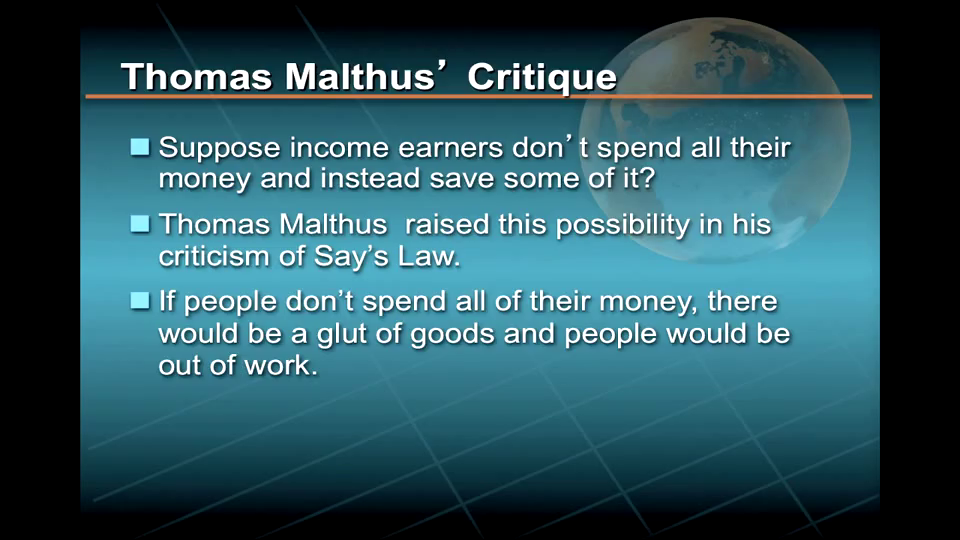 Thomas Malthus’ Critique
Suppose income earners don’t spend all their
money and instead save some of it?
Thomas Malthus raised this possibility in his
criticism of Say’s Law.
If people don’t spend all of their money, there
would be a glut of goods and people would be
out of work.